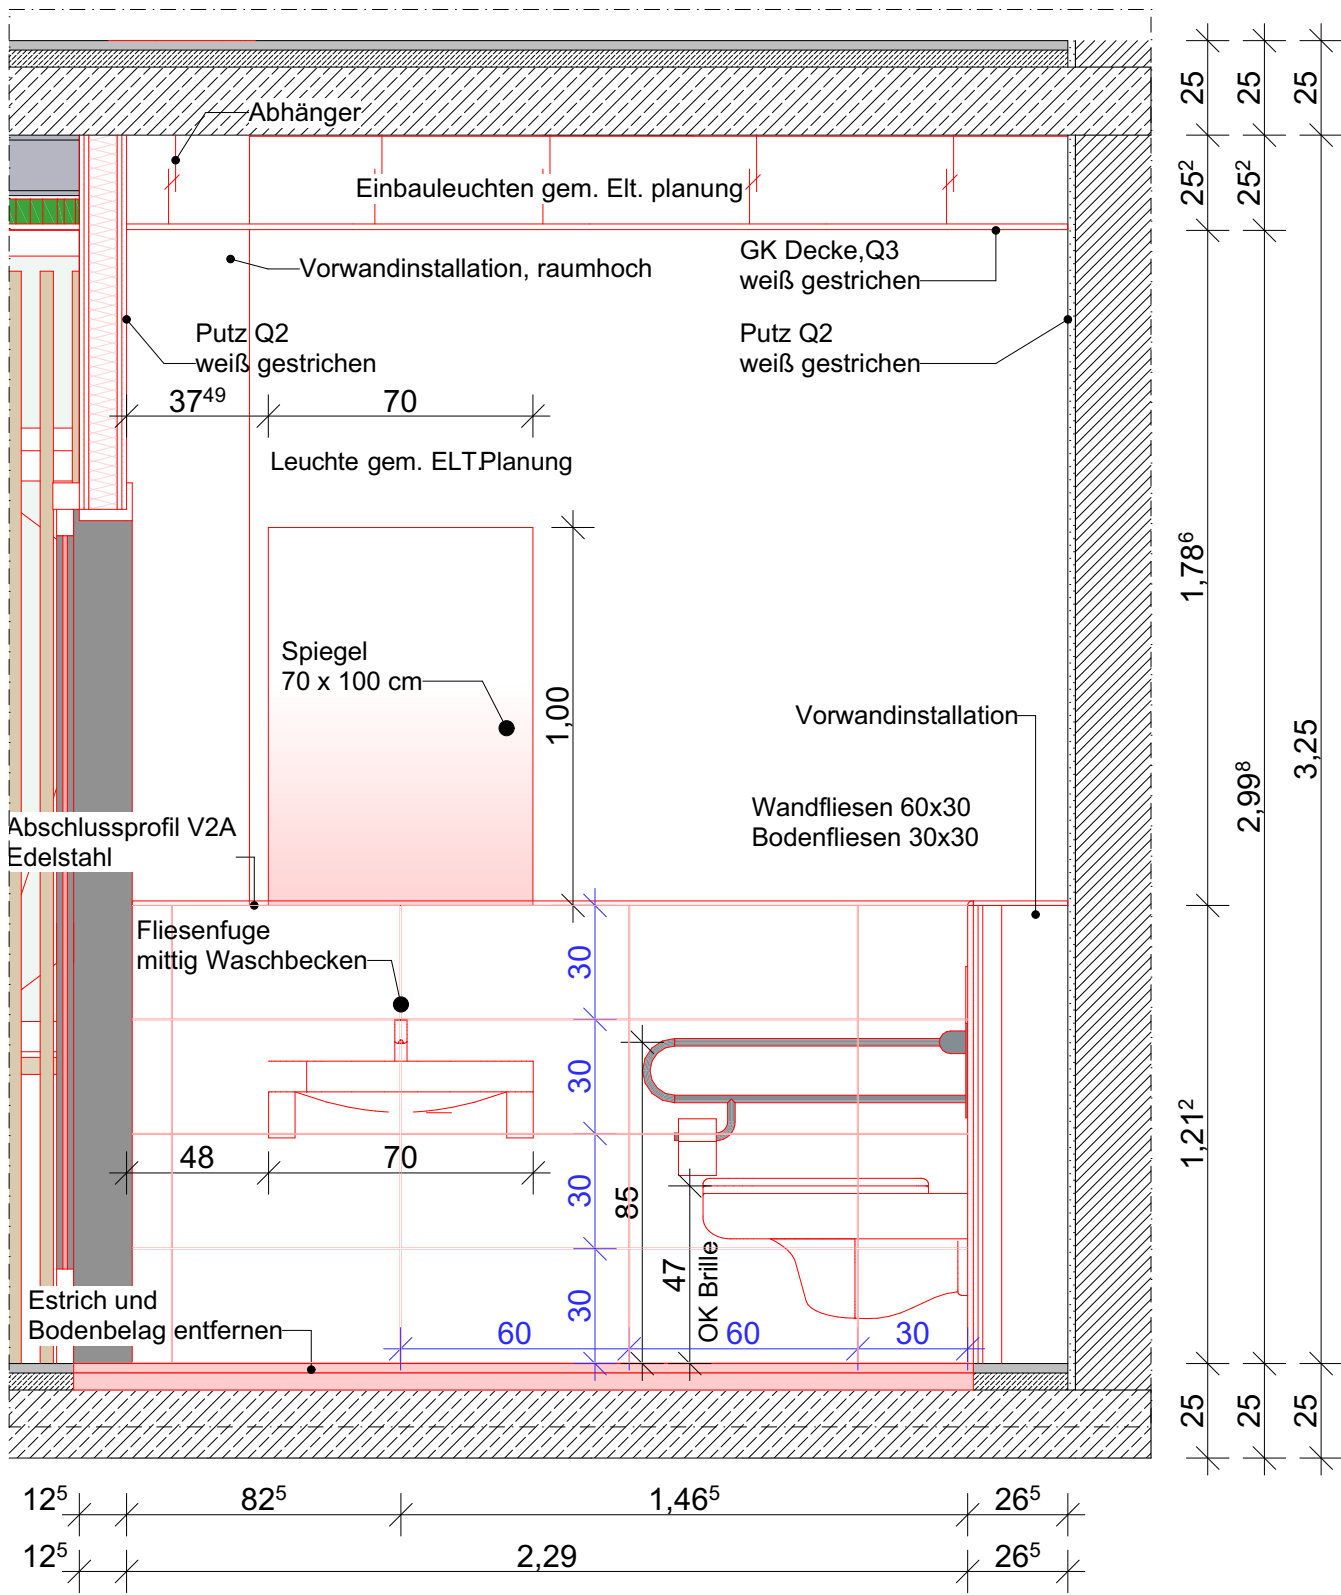 Abhänger
Einbauleuchten gem. Elt. planung
Vorwandinstallation, raumhoch
GK Decke,Q3
weiß gestrichen
Putz Q2
weiß gestrichen
Putz Q2
weiß gestrichen
37⁴⁹
70
Leuchte gem. ELT.Planung
Spiegel
70 x 100 cm
1,00
Vorwandinstallation
Wandfliesen 60x30
Bodenfliesen 30x30
Abschlussprofil V2A
Edelstahl
Fliesenfuge
mittig Waschbecken
30
30
30
30
48
70
85
47
OK Brille
60
60
30
Estrich und
Bodenbelag entfernen
25
25
25
25²
25²
1,78⁶
2,99⁸
3,25
1,21²
25
25
25
12⁵
82⁵
1,46⁵
26⁵
12⁵
2,29
26⁵